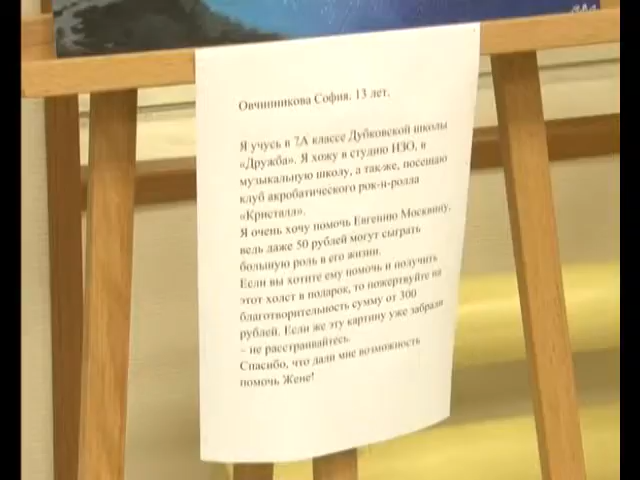 Овчинникова София. 13 лет.
Я учусь в 7А классе Дубковской школы
«Дружба». Я хожу в студию ИЗО, в
музыкальную школу, а так-же, посещаю
клуб акробатического рок-н-ролла
«Кристалл».
Я очень хочу помочь Евгению Москвину,
ведь даже 50 рублей могут сыграть
большую роль в его жизни.
Если вы хотите ему помочь и получить
этот холст в подарок, то пожертвуйте на
благотворительность сумму от 300
рублей. Если же эту картину уже забрали
– не расстраивайтесь.
Спасибо, что дали мне возможность
помочь Жене!